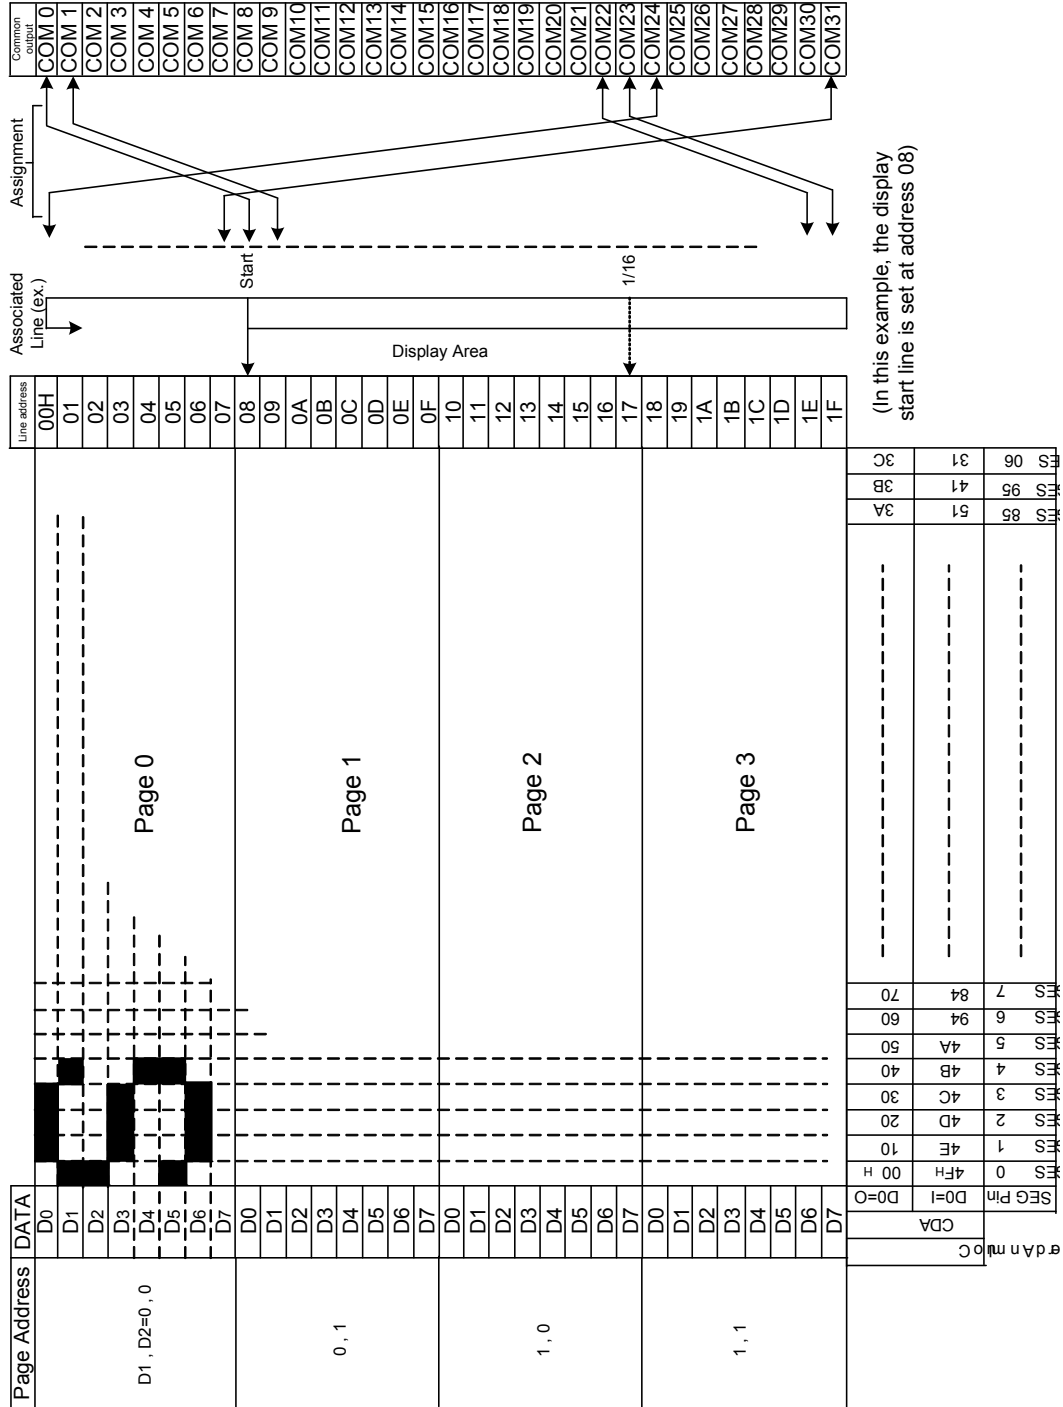 Page Address DATA Line address Associated Line (ex.) Assignment Common output
D1 , D2=0 , 0
Page 0
D0 00H COM 0
D1 01 COM 1
D2 02 COM 2
D3 03 COM 3
D4 04 COM 4
D5 05 COM 5
D6 06 COM 6
D7 07 COM 7
0 , 1
Page 1
D0 08 Start COM 8
D1 09 COM 9
D2 0A COM10
D3 0B COM11
D4 0C COM12
D5 0D COM13
D6 0E COM14
D7 0F COM15
Display Area
1 , 0
Page 2
D0 10 COM16
D1 11 COM17
D2 12 COM18
D3 13 COM19
D4 14 COM20
D5 15 COM21
D6 16 COM22
D7 17 1/16 COM23
1 , 1
Page 3
D0 18 COM24
D1 19 COM25
D2 1A COM26
D3 1B COM27
D4 1C COM28
D5 1D COM29
D6 1E COM30
D7 1F COM31
CDA
D0=O 00 H 10 20 30 40 50 60 70 3A 3B 3C
D0=I 4FH 4E 4D 4C 4B 4A 94 84 51 41 31
SEG Pin 0 1 2 3 4 5 6 7 85 95 06
(In this example, the display
start line is set at address 08)